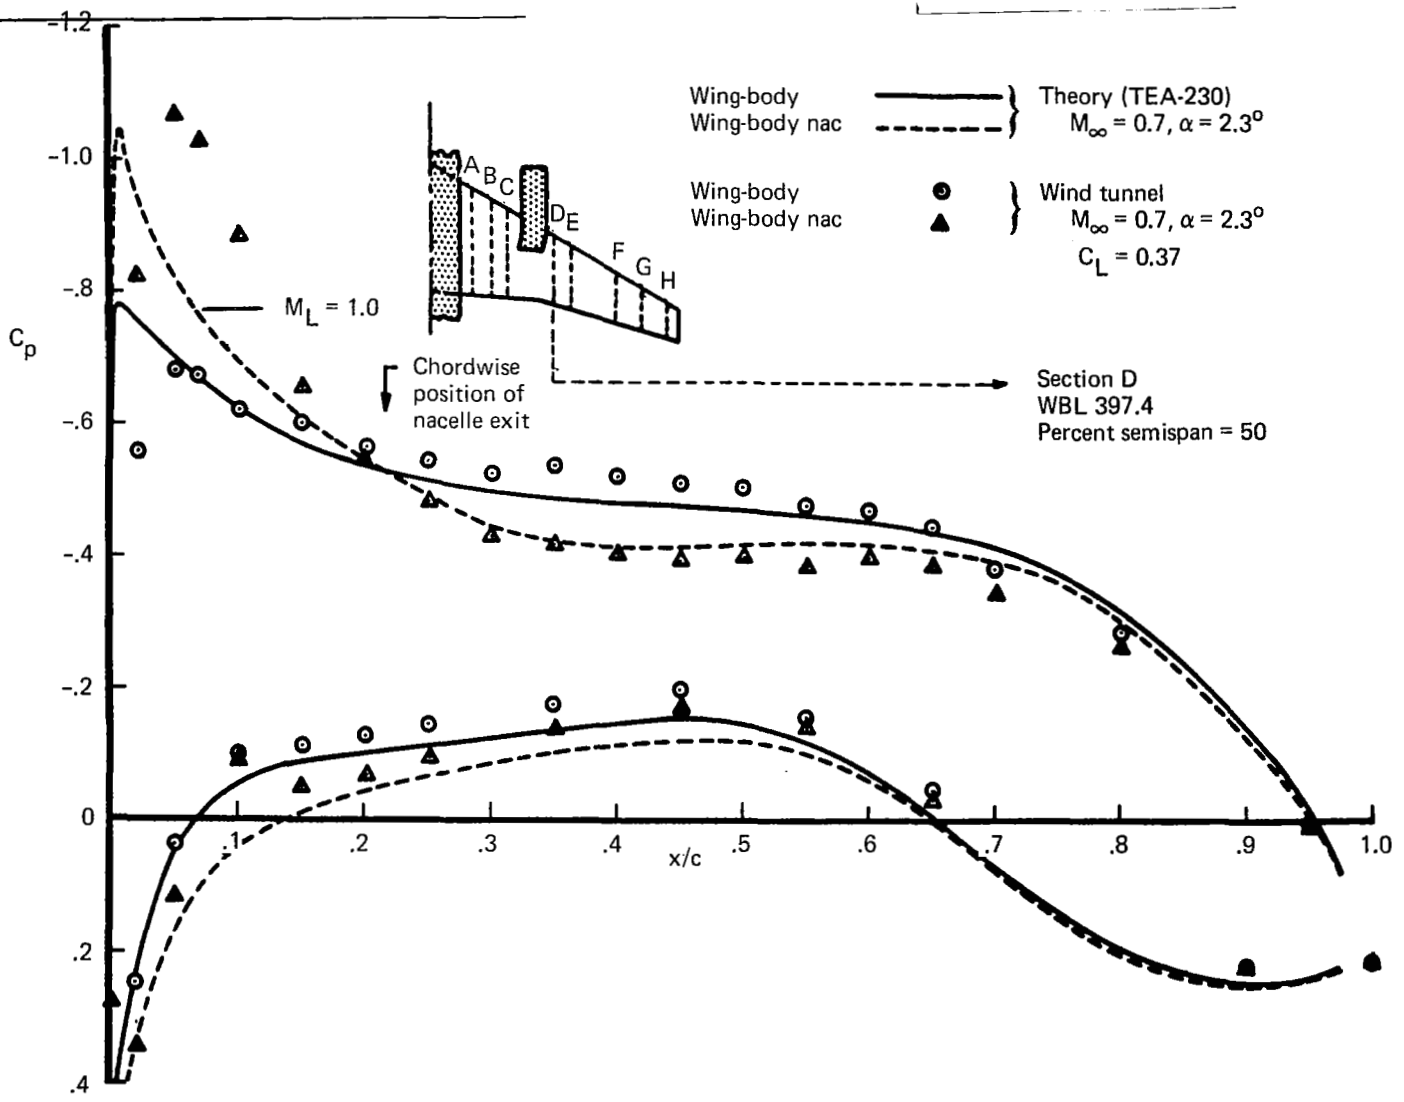 -1.2
-1.0
-.8
-.6
-.4
-.2
0
.2
.4
Cp
Wing-body
Wing-body nac
Theory (TEA-230)
M∞ = 0.7, α = 2.3°
Wing-body
Wing-body nac
Wind tunnel
M∞ = 0.7, α = 2.3°
CL = 0.37
A B C D E F G H
ML = 1.0
Chordwise
position of
nacelle exit
Section D
WBL 397.4
Percent semispan = 50
.1 .2 .3 .4 .5 .6 .7 .8 .9 1.0
x/c